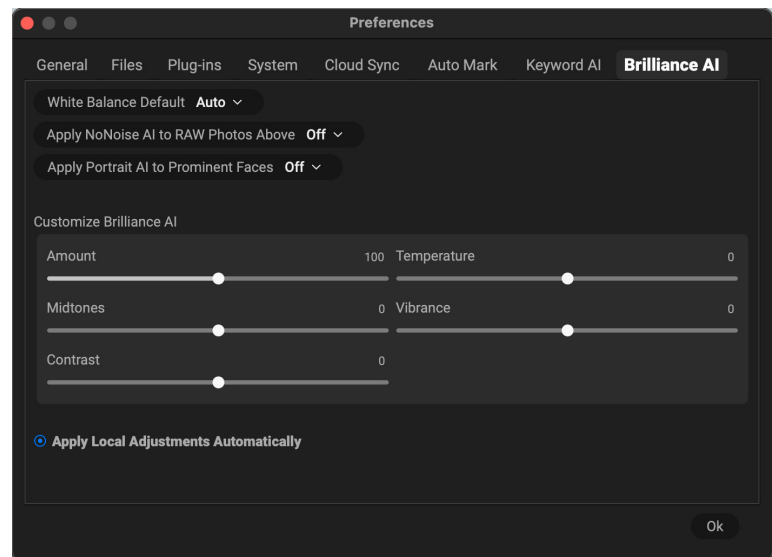 Preferences
General Files Plug-ins System Cloud Sync Auto Mark Keyword AI Brilliance AI
White Balance Default Auto
Apply NoNoise AI to RAW Photos Above Off
Apply Portrait AI to Prominent Faces Off
Customize Brilliance AI
Amount 100 Temperature 0
Midtones 0 Vibrance 0
Contrast 0
Apply Local Adjustments Automatically
Ok